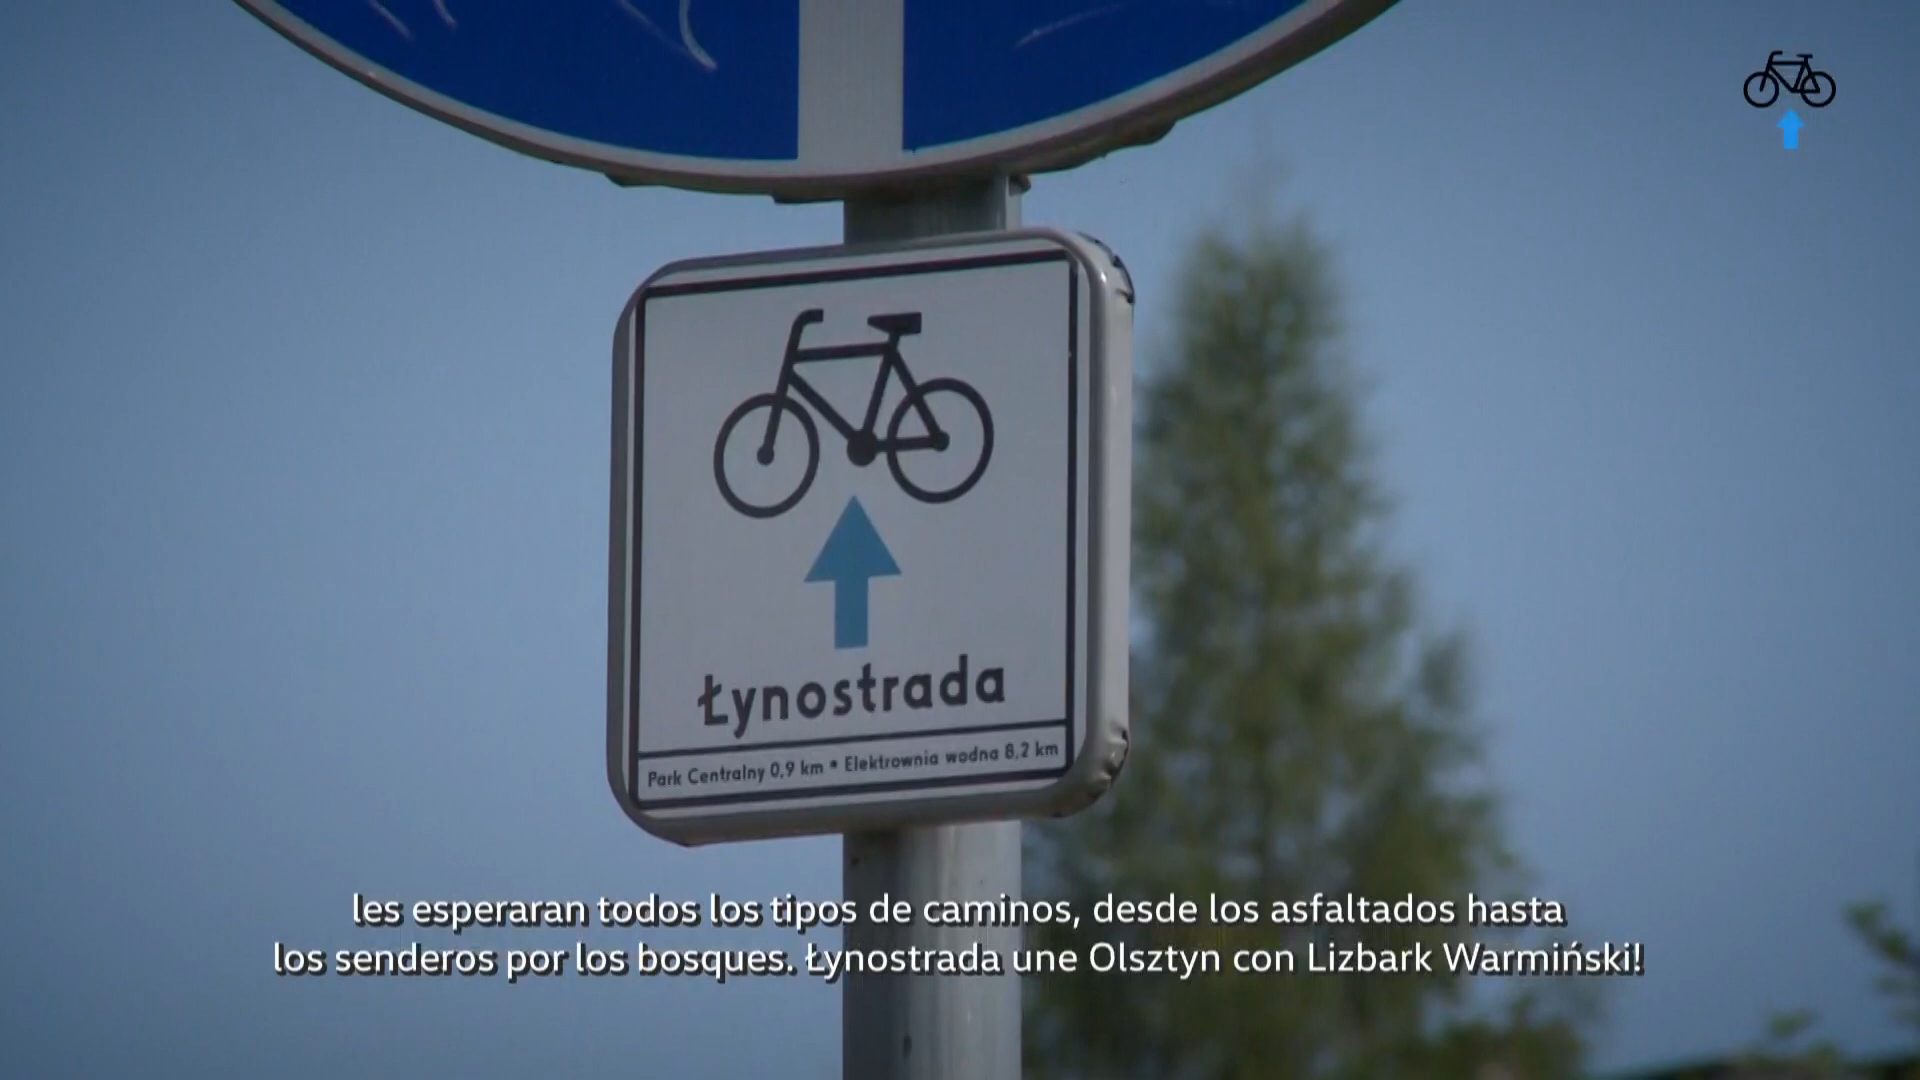 Łynostrada
Park Centralny 0,9 km • Elektrownia wodna 8,2 km
les esperaran todos los tipos de caminos, desde los asfaltados hasta
los senderos por los bosques. Łynostrada une Olsztyn con Lizbark Warmiński!